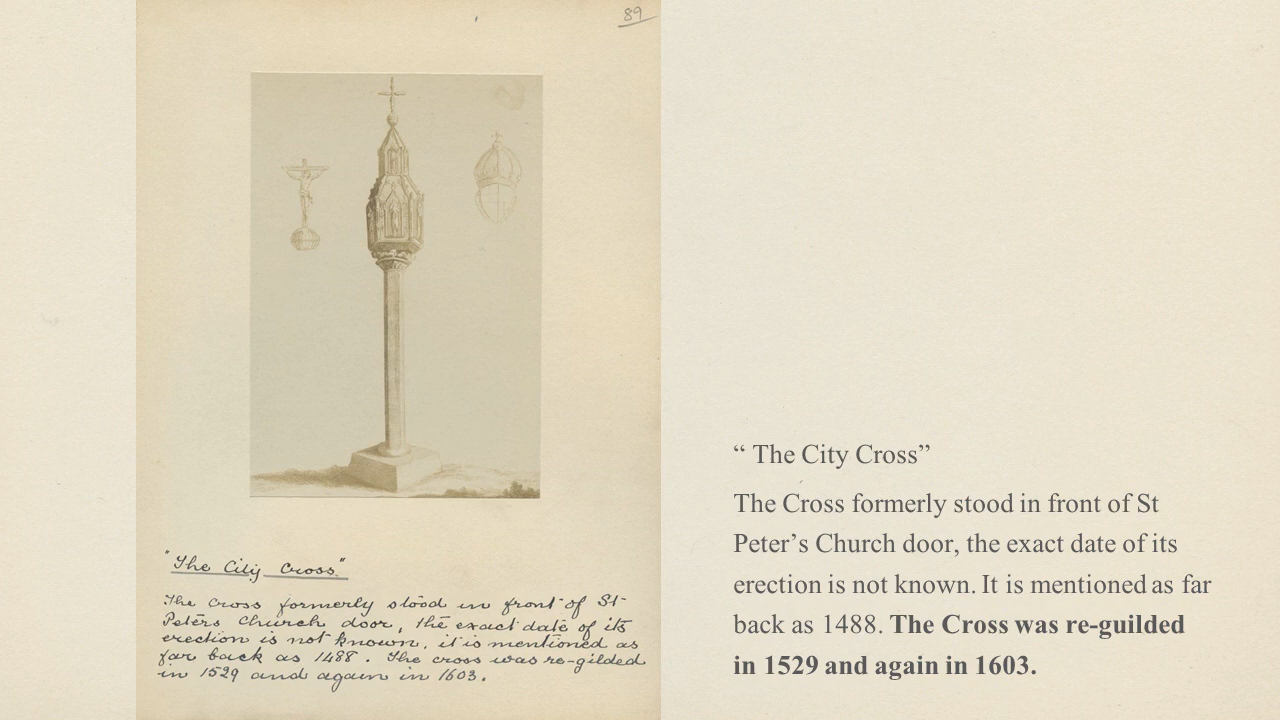 89
"The City Cross"
The cross formerly stood in front of St
Peters Church door, the exact date of its
erection is not known, it is mentioned as
far back as 1488. The cross was re-gilded
in 1529 and again in 1603.
“ The City Cross”
The Cross formerly stood in front of St
Peter’s Church door, the exact date of its
erection is not known. It is mentioned as far
back as 1488. The Cross was re-guilded
in 1529 and again in 1603.